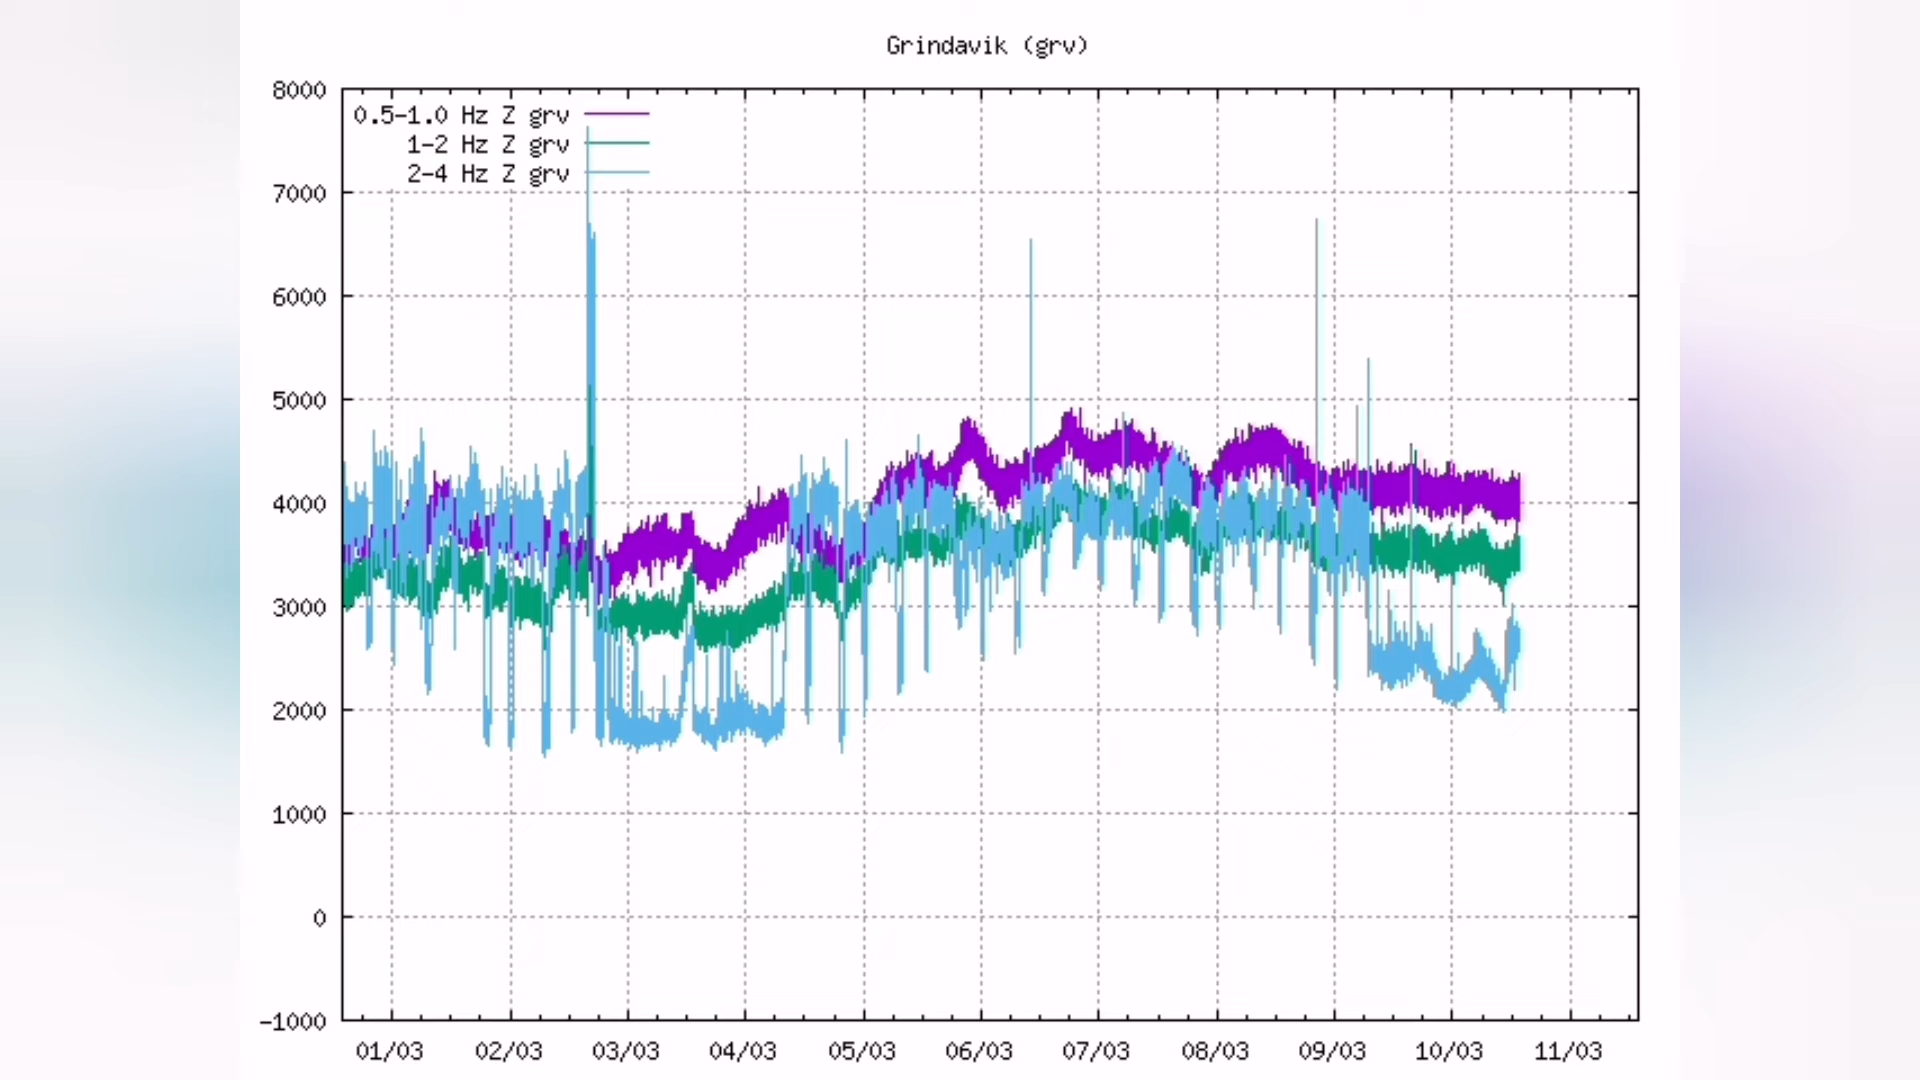 Grindavik (grv)
8000
0.5-1.0 Hz Z grv
1-2 Hz Z grv
2-4 Hz Z grv
7000
6000
5000
4000
3000
2000
1000
0
-1000
01/03 02/03 03/03 04/03 05/03 06/03 07/03 08/03 09/03 10/03 11/03